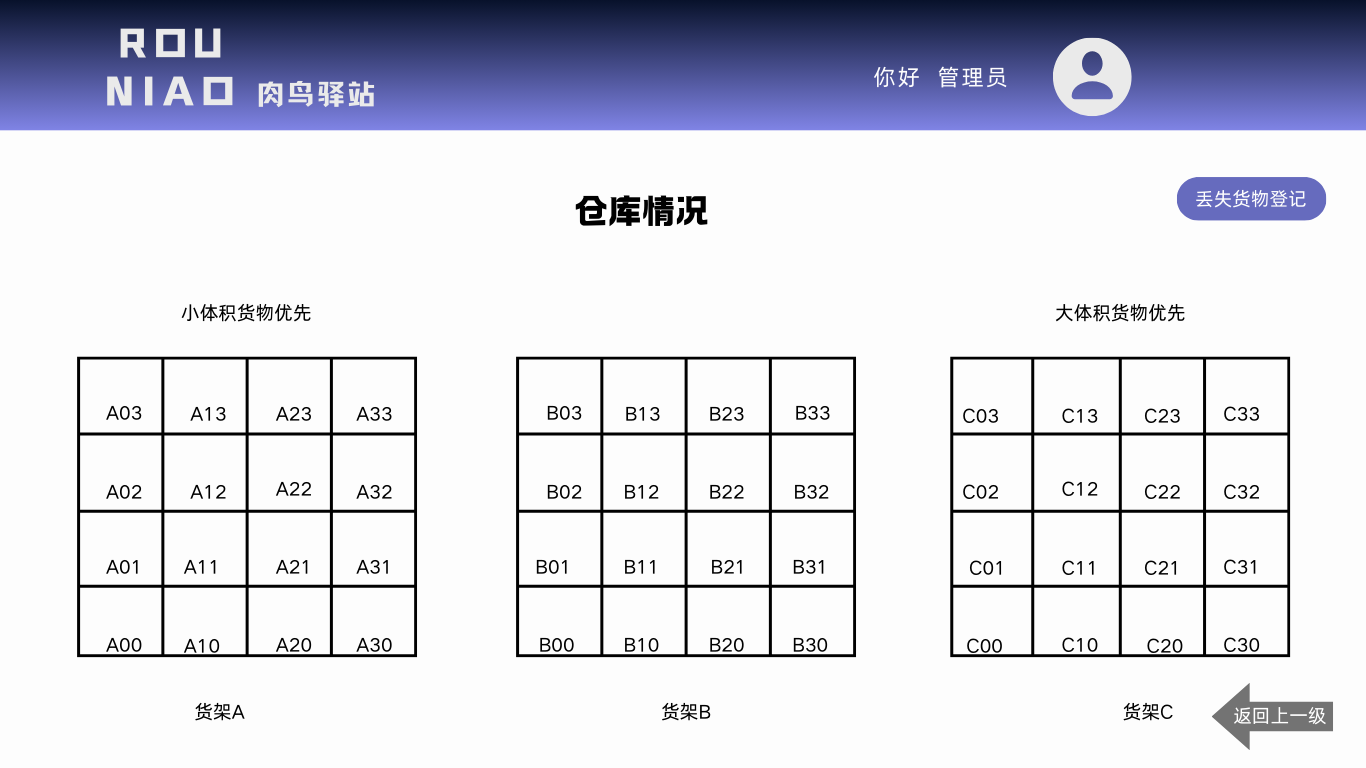 ROU
NIAO 肉鸟驿站
你好 管理员
丢失货物登记
仓库情况
小体积货物优先
大体积货物优先
A03 A13 A23 A33
A02 A12 A22 A32
A01 A11 A21 A31
A00 A10 A20 A30
货架A
B03 B13 B23 B33
B02 B12 B22 B32
B01 B11 B21 B31
B00 B10 B20 B30
货架B
C03 C13 C23 C33
C02 C12 C22 C32
C01 C11 C21 C31
C00 C10 C20 C30
货架C
返回上一级